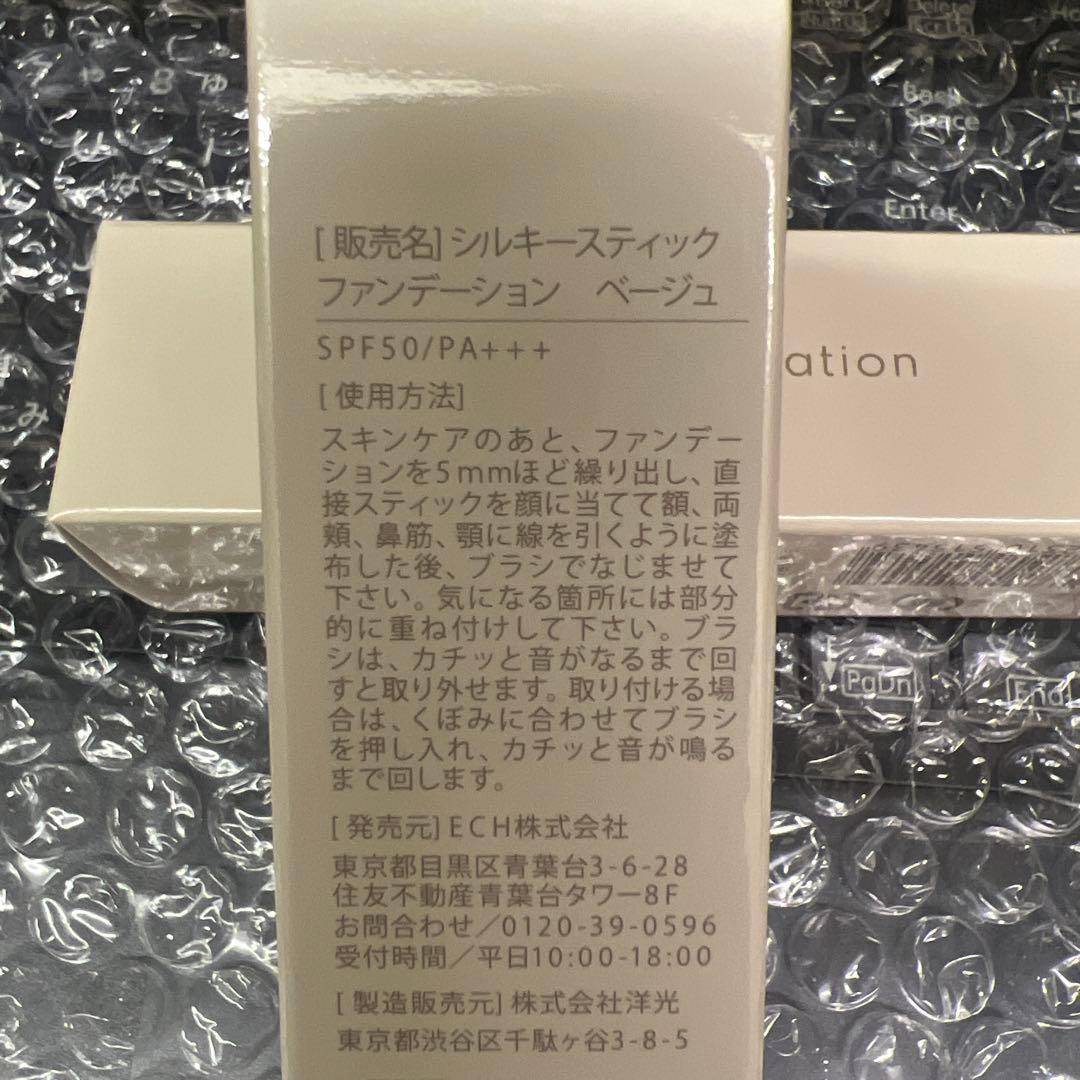 [販売名]シルキースティック
ファンデーション　ベージュ
SPF50/PA+++
[使用方法]
スキンケアのあと、ファンデー
ションを5mmほど繰り出し、直
接スティックを顔に当てて額、両
頬、鼻筋、顎に線を引くように塗
布した後、ブラシでなじませて
下さい。気になる箇所には部分
的に重ね付けして下さい。ブラ
シは、カチッと音がなるまで回
すと取り外せます。取り付ける場
合は、くぼみに合わせてブラシ
を押し入れ、カチッと音が鳴る
まで回します。
[発売元]ECH株式会社
東京都目黒区青葉台3-6-28
住友不動産青葉台タワー8F
お問合わせ/0120-39-0596
受付時間/平日10:00-18:00
[製造販売元]株式会社洋光
東京都渋谷区千駄ヶ谷3-8-5
ation
Delete
Back
Space
Enter
PgDn
End
や8ゆ
な
み